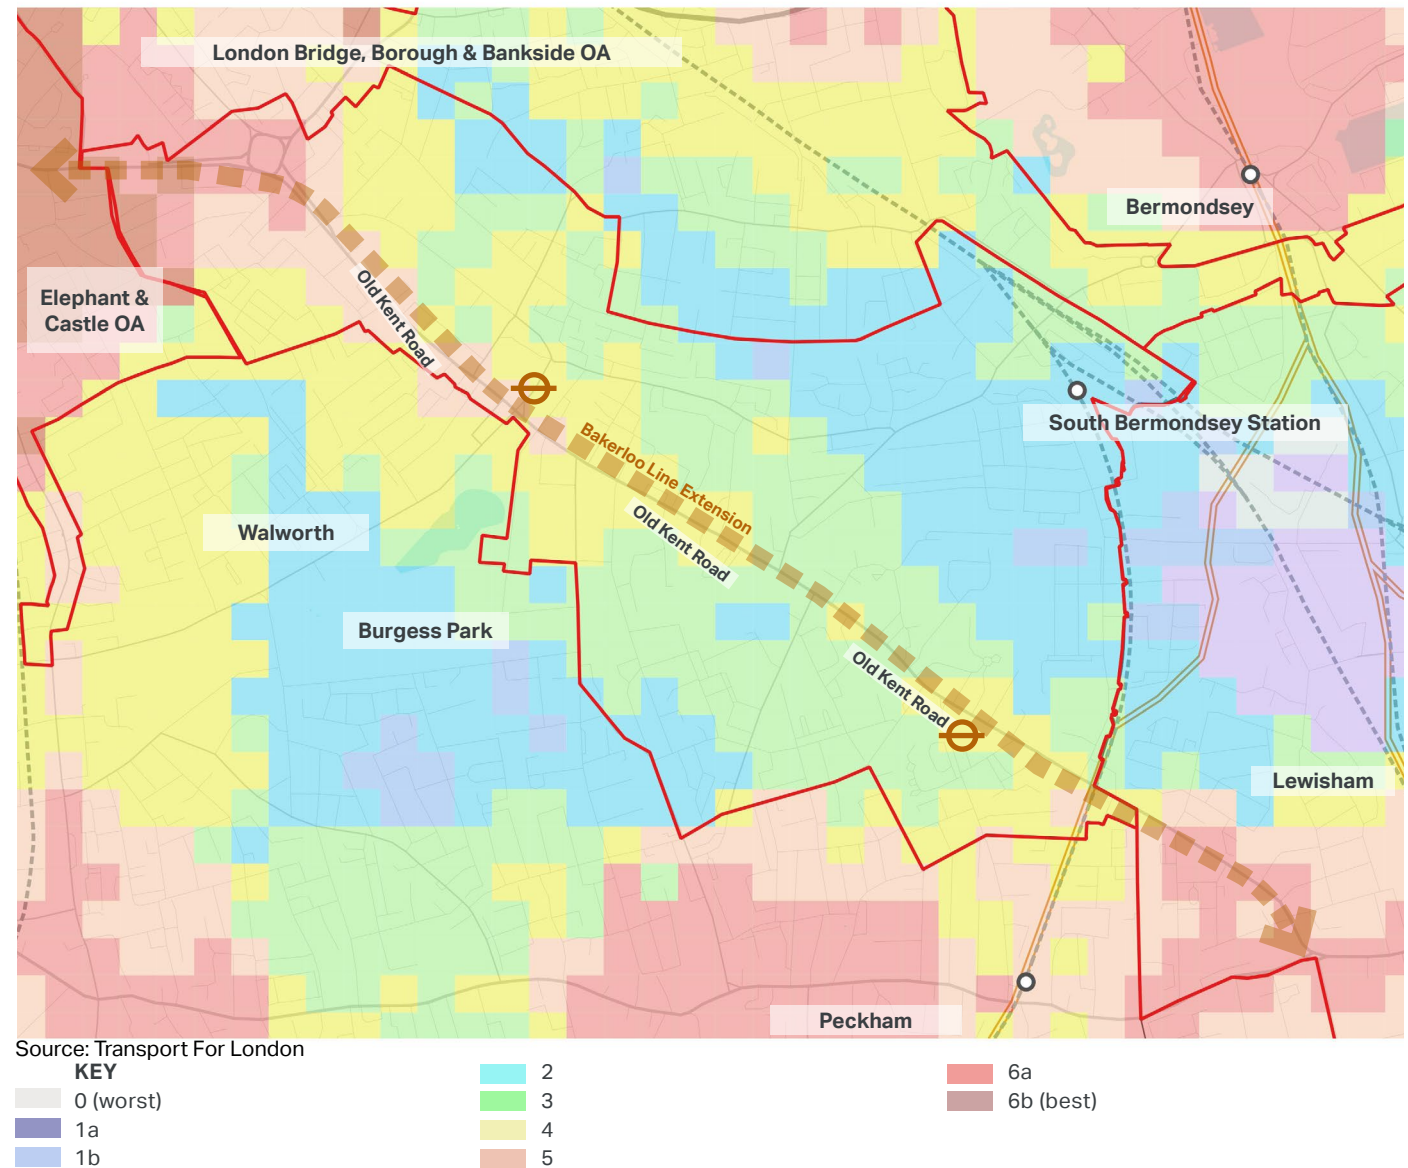 London Bridge, Borough & Bankside OA
Bermondsey
Elephant &
Castle OA
Old Kent Road
South Bermondsey Station
Bakerloo Line Extension
Old Kent Road
Walworth
Burgess Park
Old Kent Road
Lewisham
Peckham
Source: Transport For London
KEY
0 (worst)
1a
1b
2
3
4
5
6a
6b (best)